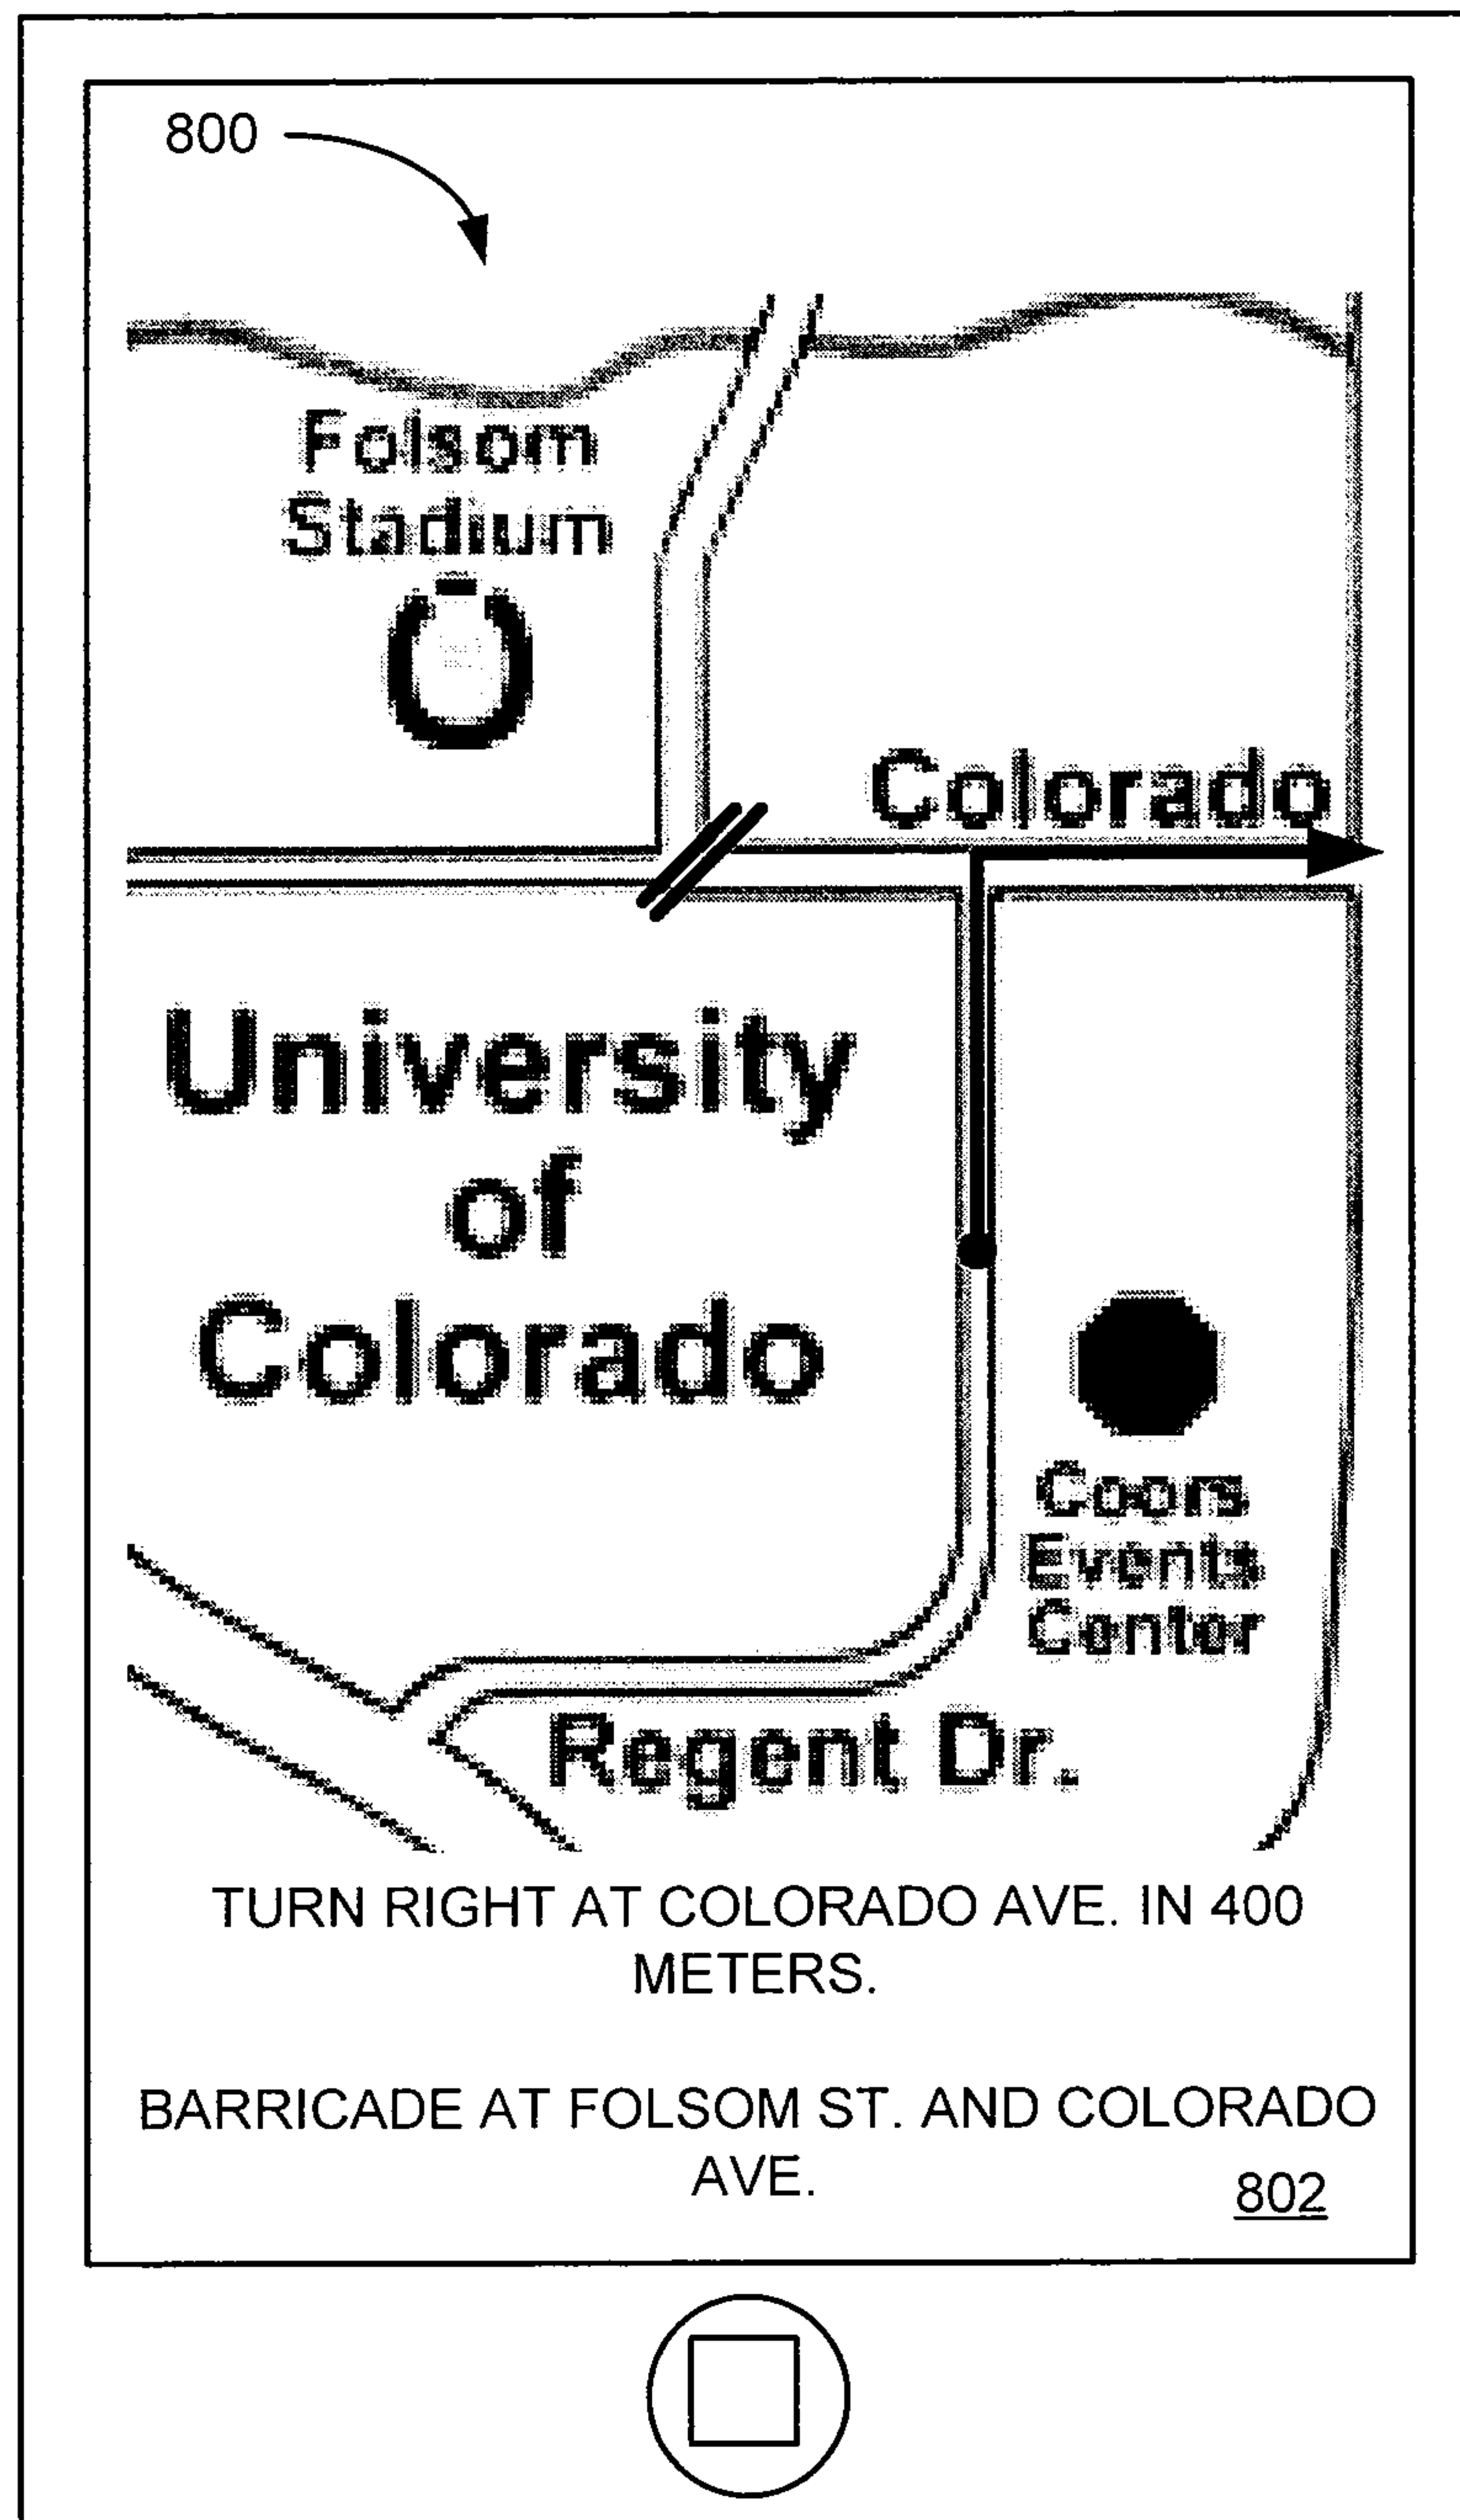 800
Folsom
Stadium
Colorado
University
of
Colorado
Coors
Events
Center
Regent Dr.
TURN RIGHT AT COLORADO AVE. IN 400
METERS.
BARRICADE AT FOLSOM ST. AND COLORADO
AVE.
802